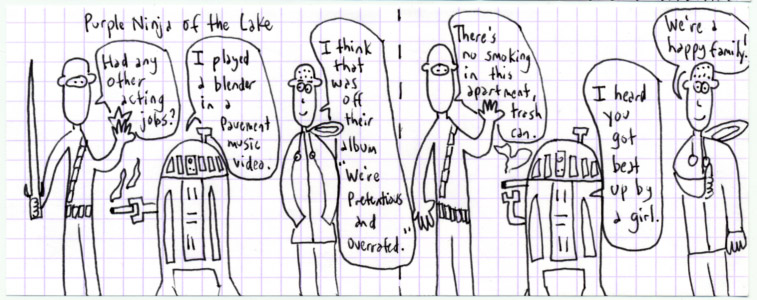 Purple Ninja of the Lake
Had any
other
acting
jobs?
I played
a blender
in a
Pavement
music
video.
I think
that
was
off
their
album
"We're
Pretentious
and
Overrated."
There's
no smoking
in this
apartment,
trash
can.
I heard
you
got
beat
up by
a girl.
We're a
happy family!